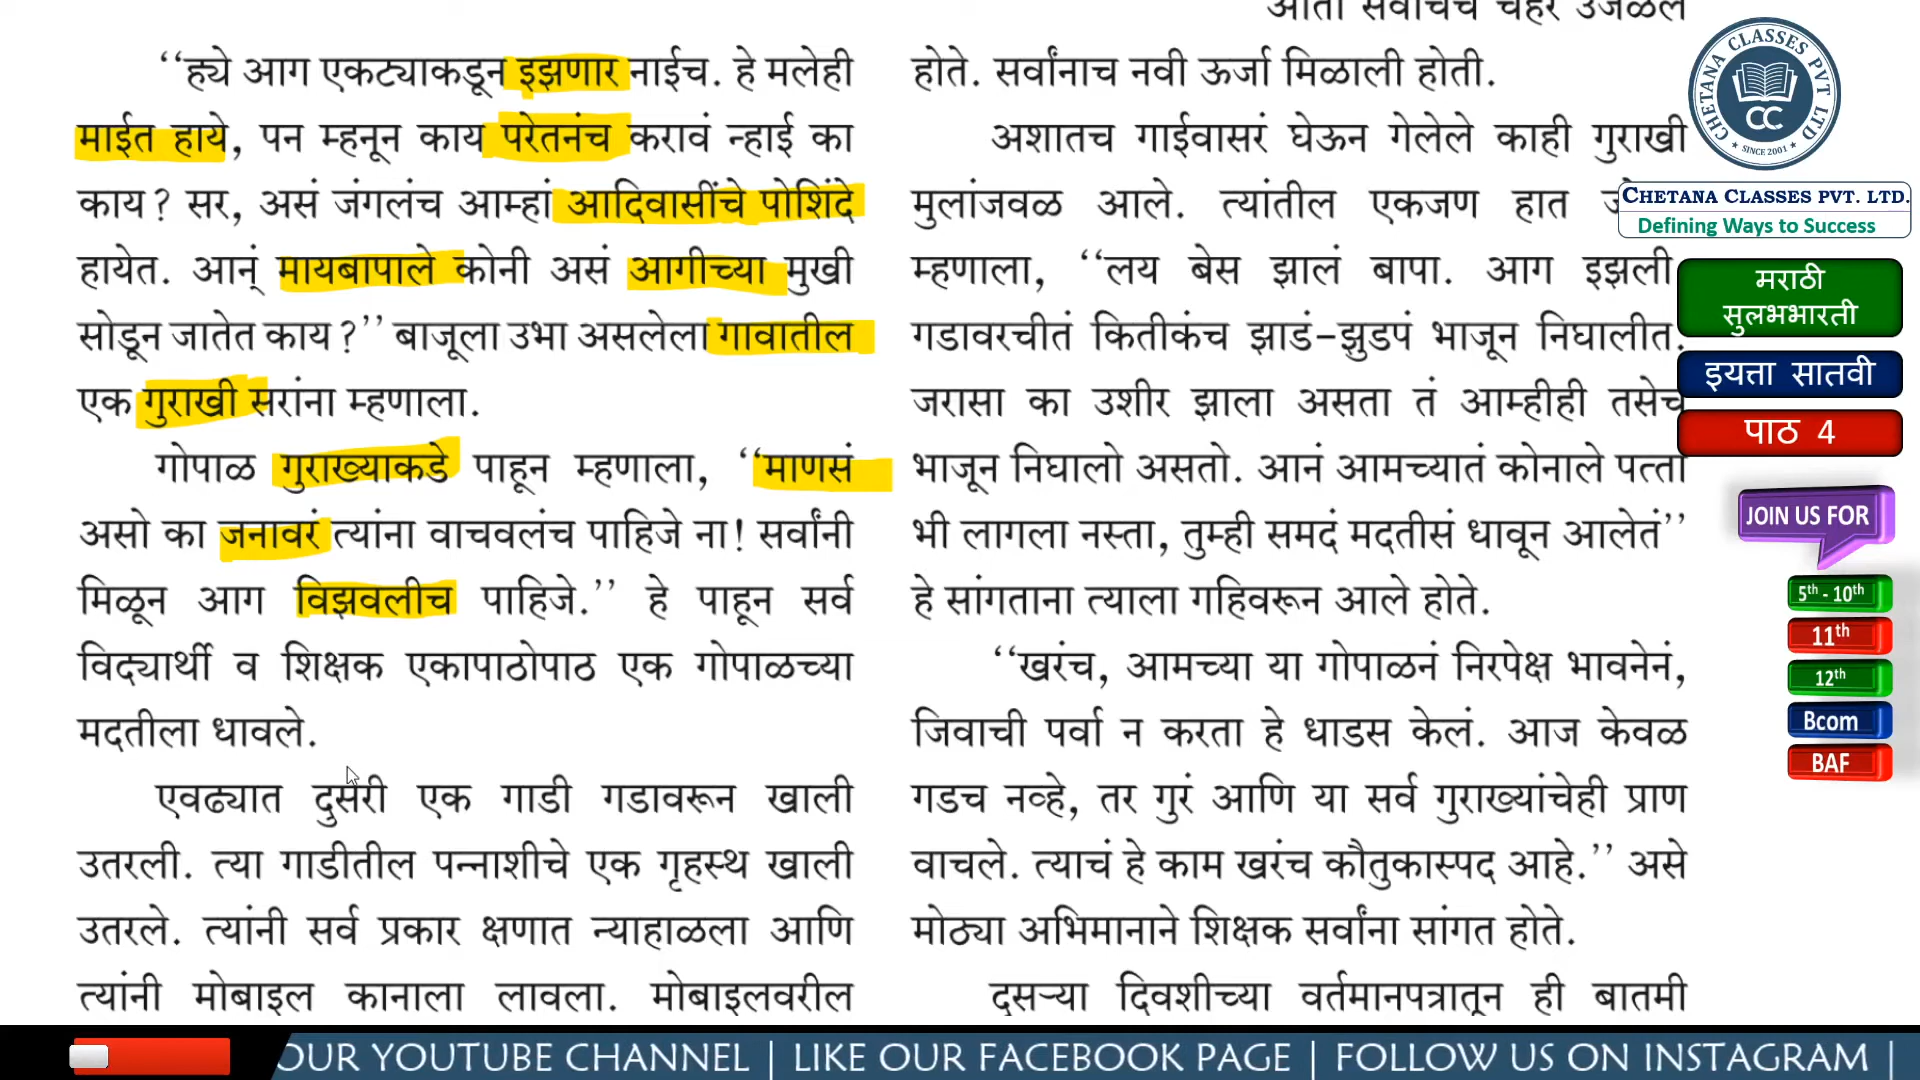 ‘‘ह्ये आग एकट्याकडून इझणार नाईच. हे मलेही
माईत हाये, पन म्हनून काय परेतनंच करावं न्हाई का
काय? सर, असं जंगलंच आम्हां आदिवासींचे पोशिंदे
हायेत. आन् मायबापाले कोनी असं आगीच्या मुखी
सोडून जातेत काय?’’ बाजूला उभा असलेला गावातील
एक गुराखी सरांना म्हणाला.
गोपाळ गुराख्याकडे पाहून म्हणाला, ‘‘माणसं
असो का जनावरं त्यांना वाचवलंच पाहिजे ना! सर्वांनी
मिळून आग विझवलीच पाहिजे.’’ हे पाहून सर्व
विद्यार्थी व शिक्षक एकापाठोपाठ एक गोपाळच्या
मदतीला धावले.
एवढ्यात दुसरी एक गाडी गडावरून खाली
उतरली. त्या गाडीतील पन्नाशीचे एक गृहस्थ खाली
उतरले. त्यांनी सर्व प्रकार क्षणात न्याहाळला आणि
त्यांनी मोबाइल कानाला लावला. मोबाइलवरील
आता सर्वांचेच चेहरे उजळले
होते. सर्वांनाच नवी ऊर्जा मिळाली होती.
अशातच गाईवासरं घेऊन गेलेले काही गुराखी
मुलांजवळ आले. त्यांतील एकजण हात
म्हणाला, ‘‘लय बेस झालं बापा. आग इझली.
गडावरचीतं कितीकंच झाडं-झुडपं भाजून निघालीत.
जरासा का उशीर झाला असता तं आम्हीही तसेच
भाजून निघालो असतो. आनं आमच्यातं कोनाले पत्ता
भी लागला नस्ता, तुम्ही समदं मदतीसं धावून आलेतं’’
हे सांगताना त्याला गहिवरून आले होते.
‘‘खरंच, आमच्या या गोपाळनं निरपेक्ष भावनेनं,
जिवाची पर्वा न करता हे धाडस केलं. आज केवळ
गडच नव्हे, तर गुरं आणि या सर्व गुराख्यांचेही प्राण
वाचले. त्याचं हे काम खरंच कौतुकास्पद आहे.’’ असे
मोठ्या अभिमानाने शिक्षक सर्वांना सांगत होते.
दुसऱ्या दिवशीच्या वर्तमानपत्रातून ही बातमी
CHETANA CLASSES PVT LTD
CC
★ SINCE 2001 ★
CHETANA CLASSES PVT. LTD.
Defining Ways to Success
मराठी
सुलभभारती
इयत्ता सातवी
पाठ 4
JOIN US FOR
5th - 10th
11th
12th
Bcom
BAF
OUR YOUTUBE CHANNEL | LIKE OUR FACEBOOK PAGE | FOLLOW US ON INSTAGRAM |